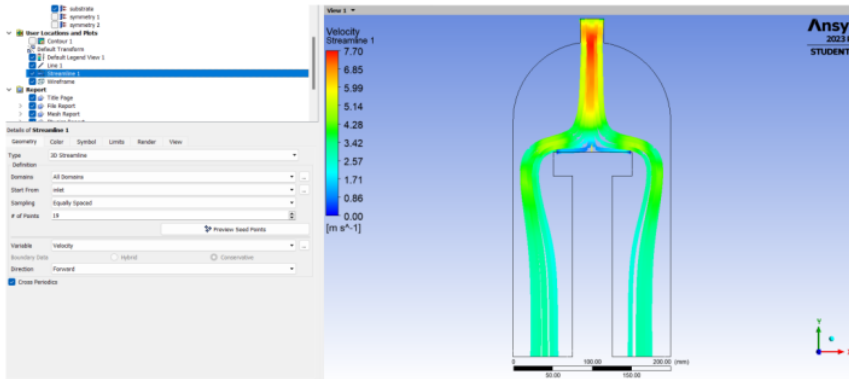 substrate
symmetry 1
symmetry 2
User Locations and Plots
Contour 1
Default Transform
Default Legend View 1
Line 1
Streamline 1
Wireframe
Report
Title Page
File Report
Mesh Report
Details of Streamline 1
Geometry Color Symbol Limits Render View
Type 3D Streamline
Definition
Domains All Domains ...
Start From inlet ...
Sampling Equally Spaced
# of Points 19
Preview Seed Points
Variable Velocity ...
Boundary Data Hybrid Conservative
Direction Forward
Cross Periodics
View 1
Velocity
Streamline 1
7.70
6.85
5.99
5.14
4.28
3.42
2.57
1.71
0.86
0.00
[m s^-1]
Ansy
2023
STUDENT
Y
0 100.00 200.00 (mm)
50.00 150.00